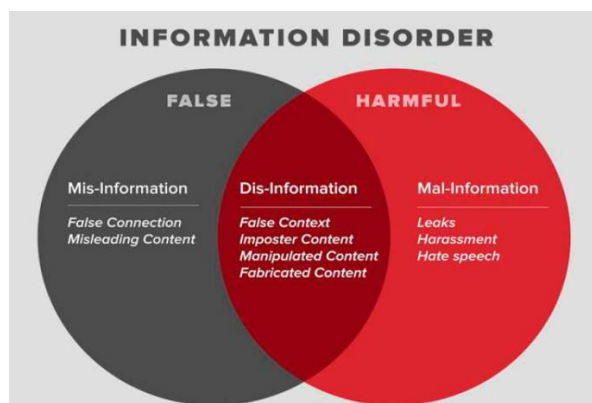 INFORMATION DISORDER
FALSE
HARMFUL
Mis-Information
False Connection
Misleading Content
Dis-Information
False Context
Imposter Content
Manipulated Content
Fabricated Content
Mal-Information
Leaks
Harassment
Hate speech